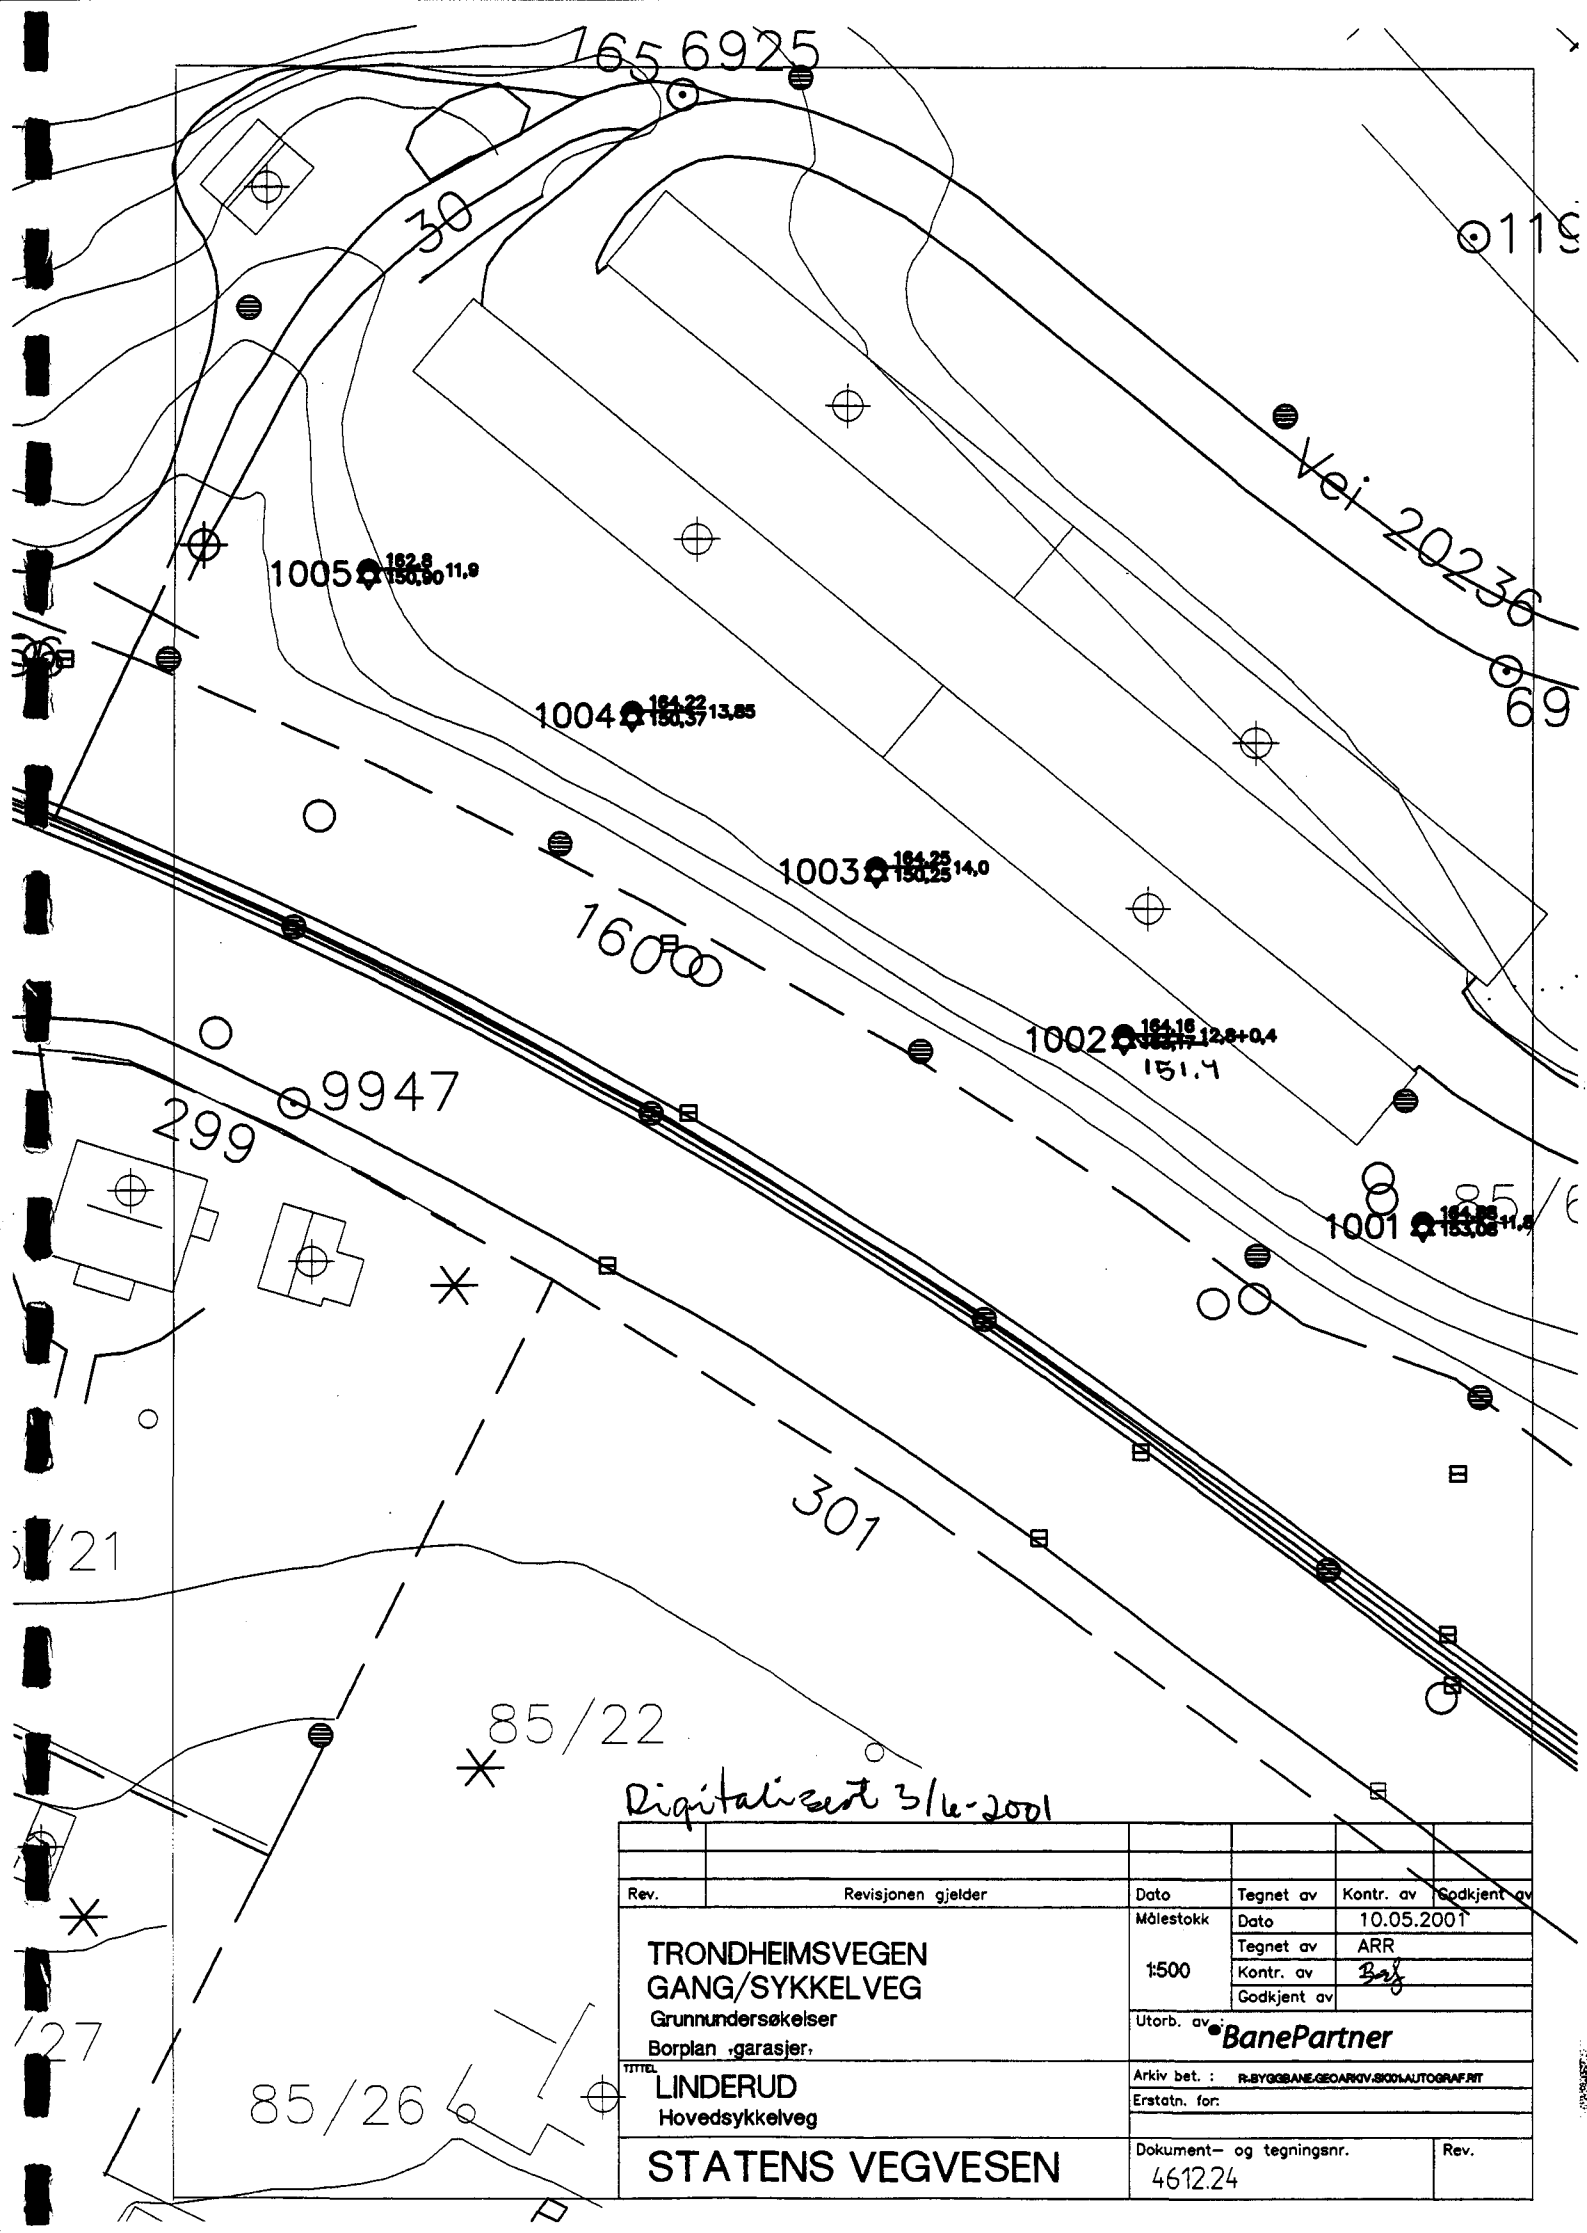 165 6925
30
119
Vei 20236
1005 162,8 150,90 11,9
69
1004 164,22 150,37 13,85
1003 164,25 150,25 14,0
160
1002 164,16 12,8+0,4
151.4
9947
299
85/6
1001 153,06 11,8
301
/21
85/22
Digitalisert 3/6-2001
Rev. Revisjonen gjelder Dato Tegnet av Kontr. av Godkjent av
TRONDHEIMSVEGEN
GANG/SYKKELVEG
Grunnundersøkelser
Borplan "garasjer"
Målestokk
1:500
Dato 10.05.2001
Tegnet av ARR
Kontr. av
Godkjent av
Utarb. av :
BanePartner
TITTEL
LINDERUD
Hovedsykkelveg
Arkiv bet. :
Erstatn. for:
STATENS VEGVESEN
Dokument- og tegningsnr.
4612.24
Rev.
/27
85/26